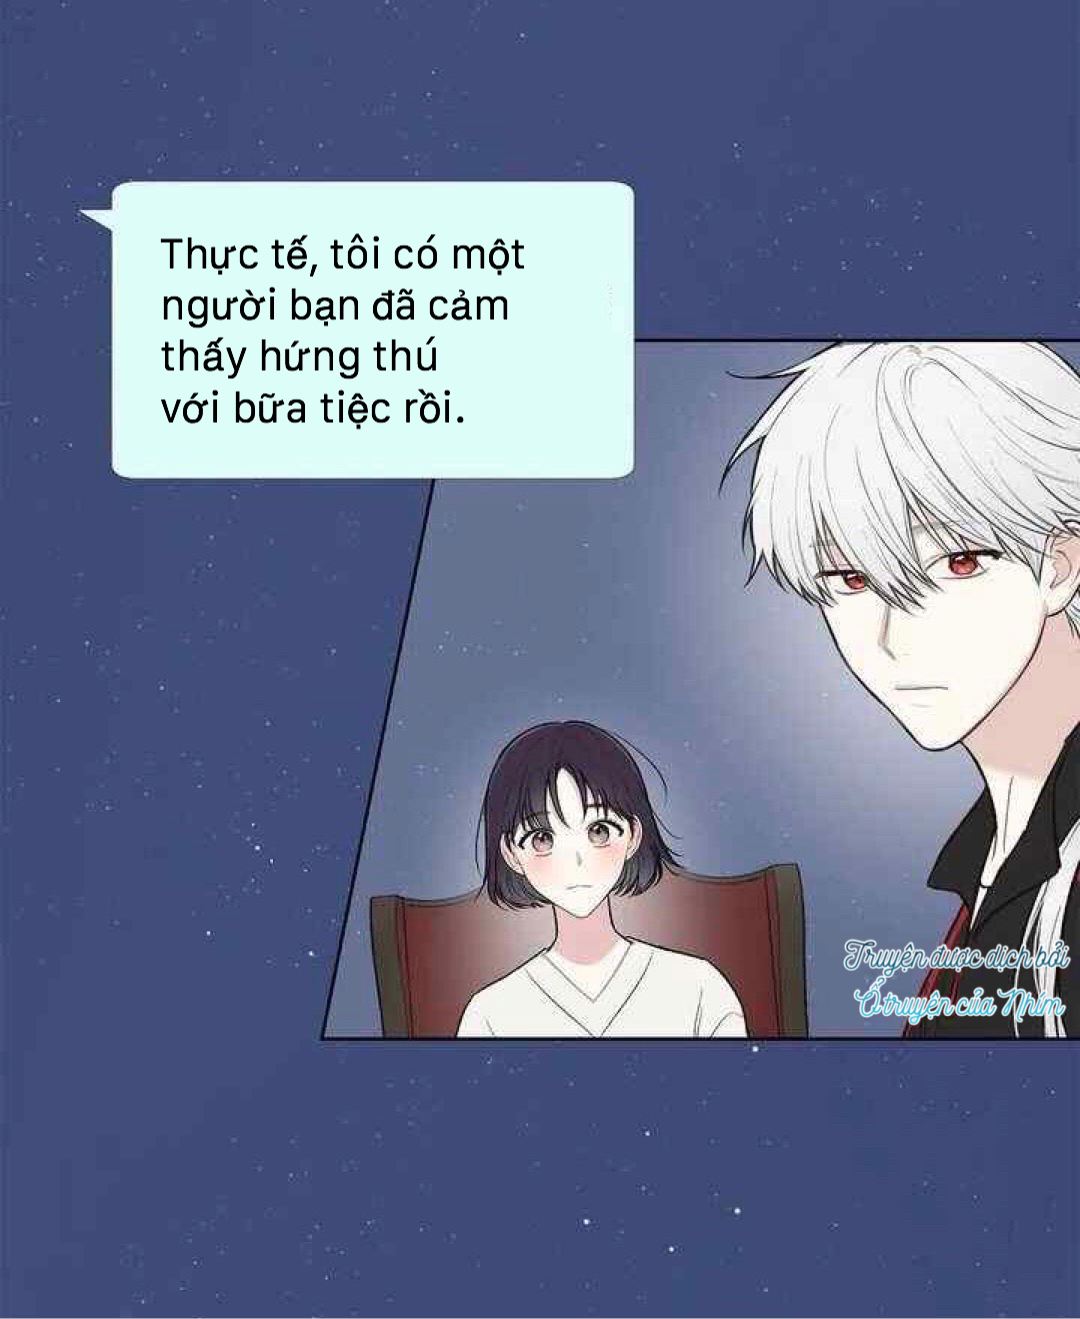 Thực tế, tôi có một
người bạn đã cảm
thấy hứng thú
với bữa tiệc rồi.
Truyện được dịch bởi
Ổ truyện của Nhím